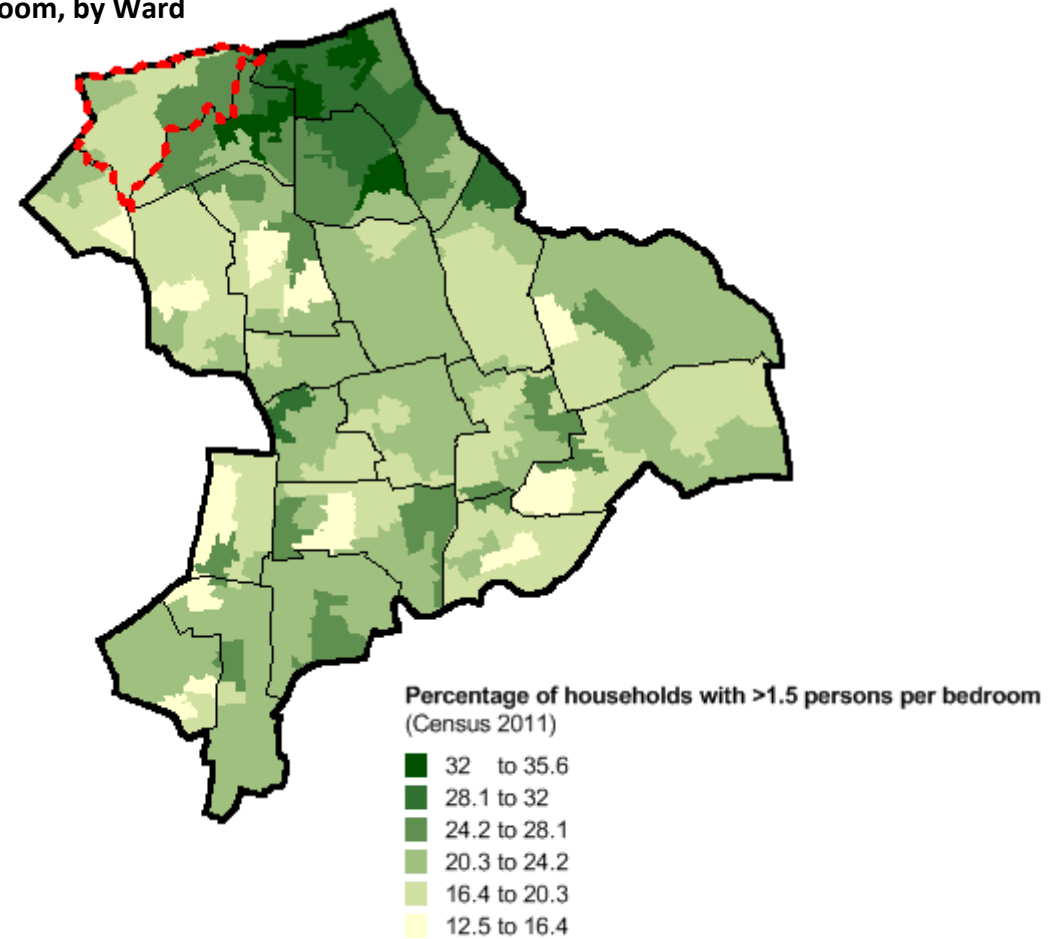 oom, by Ward
Percentage of households with >1.5 persons per bedroom
(Census 2011)
32 to 35.6
28.1 to 32
24.2 to 28.1
20.3 to 24.2
16.4 to 20.3
12.5 to 16.4